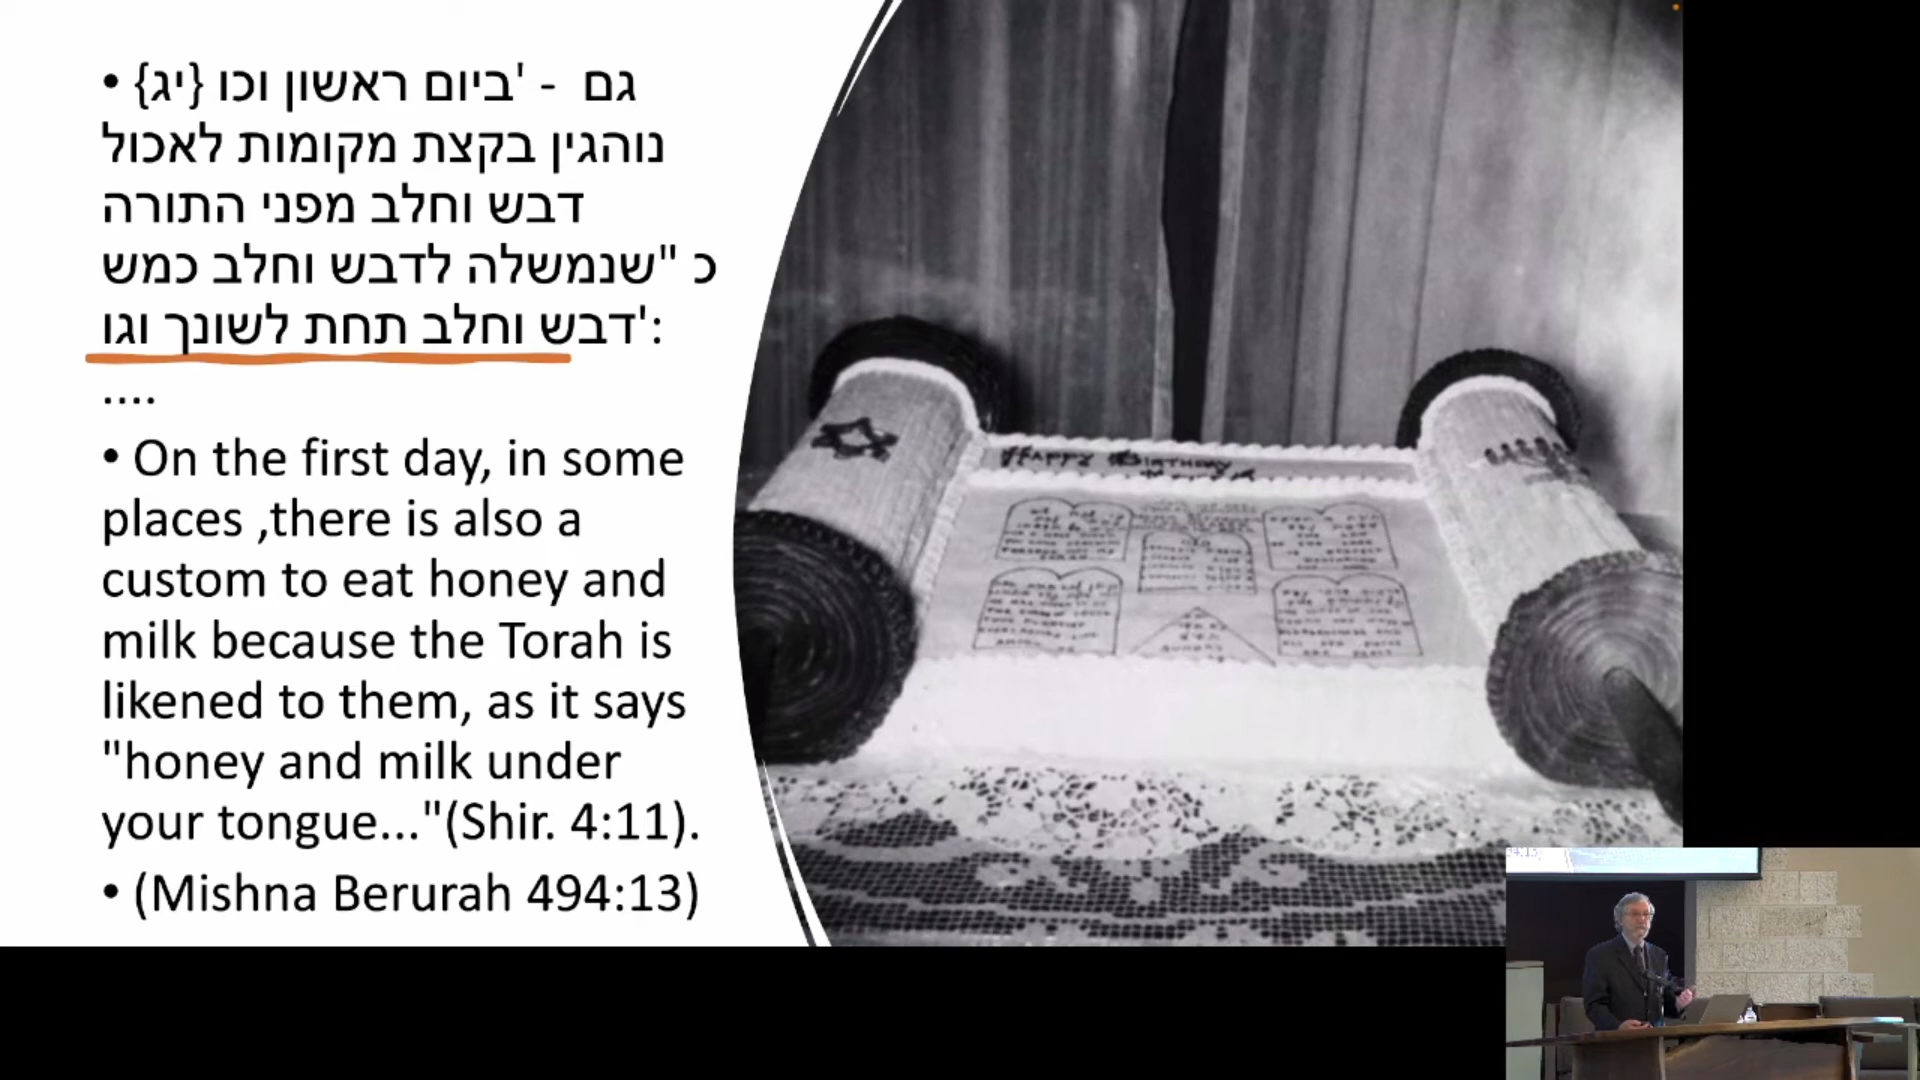 • {יג} ביום ראשון וכו' - גם
נוהגין בקצת מקומות לאכול
דבש וחלב מפני התורה
שנמשלה לדבש וחלב כמש"כ
דבש וחלב תחת לשונך וגו':
....
• On the first day, in some
places ,there is also a
custom to eat honey and
milk because the Torah is
likened to them, as it says
"honey and milk under
your tongue..."(Shir. 4:11).
• (Mishna Berurah 494:13)
Happy Birthday